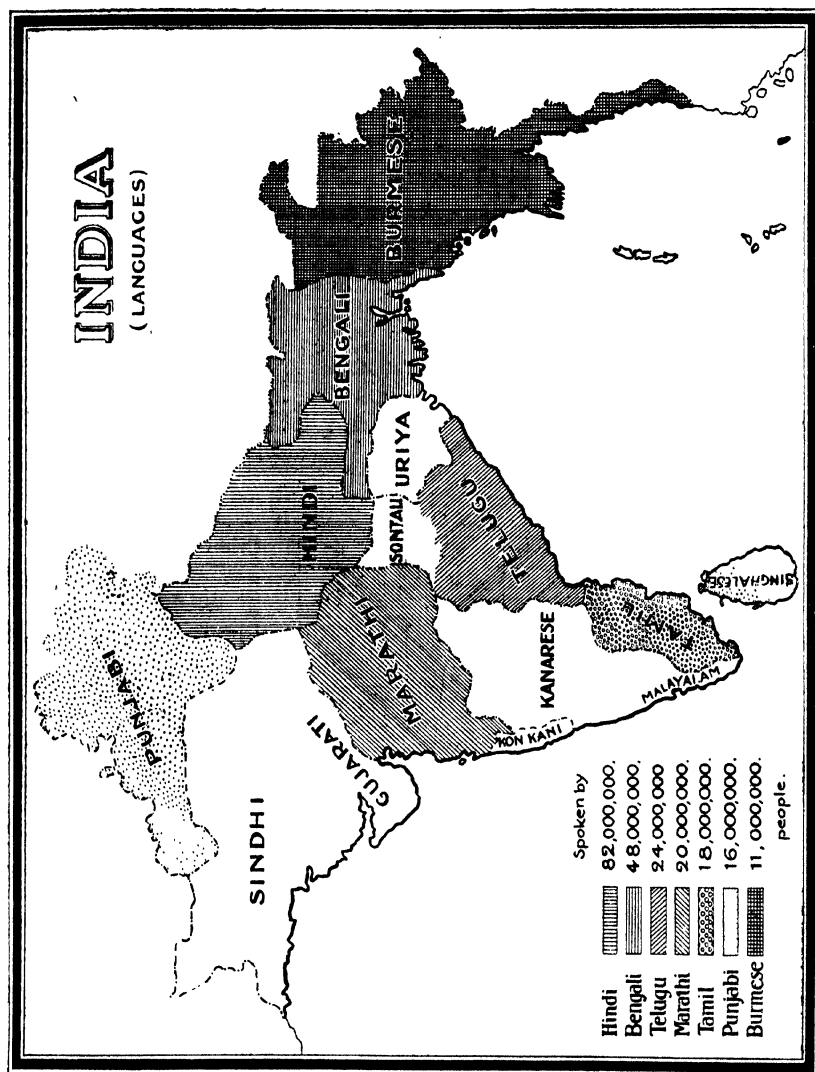 INDIA
(LANGUAGES)
PUNJABI
SINDHI
GUJARATI
HINDI
BENGALI
BURMESE
MARATHI
SONTALI
URIYA
TELUGU
KANARESE
KONKANI
MALAYALAM
TAMIL
SINGHALESE
Spoken by
Hindi 82,000,000.
Bengali 48,000,000.
Telugu 24,000,000
Marathi 20,000,000.
Tamil 18,000,000.
Punjabi 16,000,000.
Burmese 11,000,000.
people.